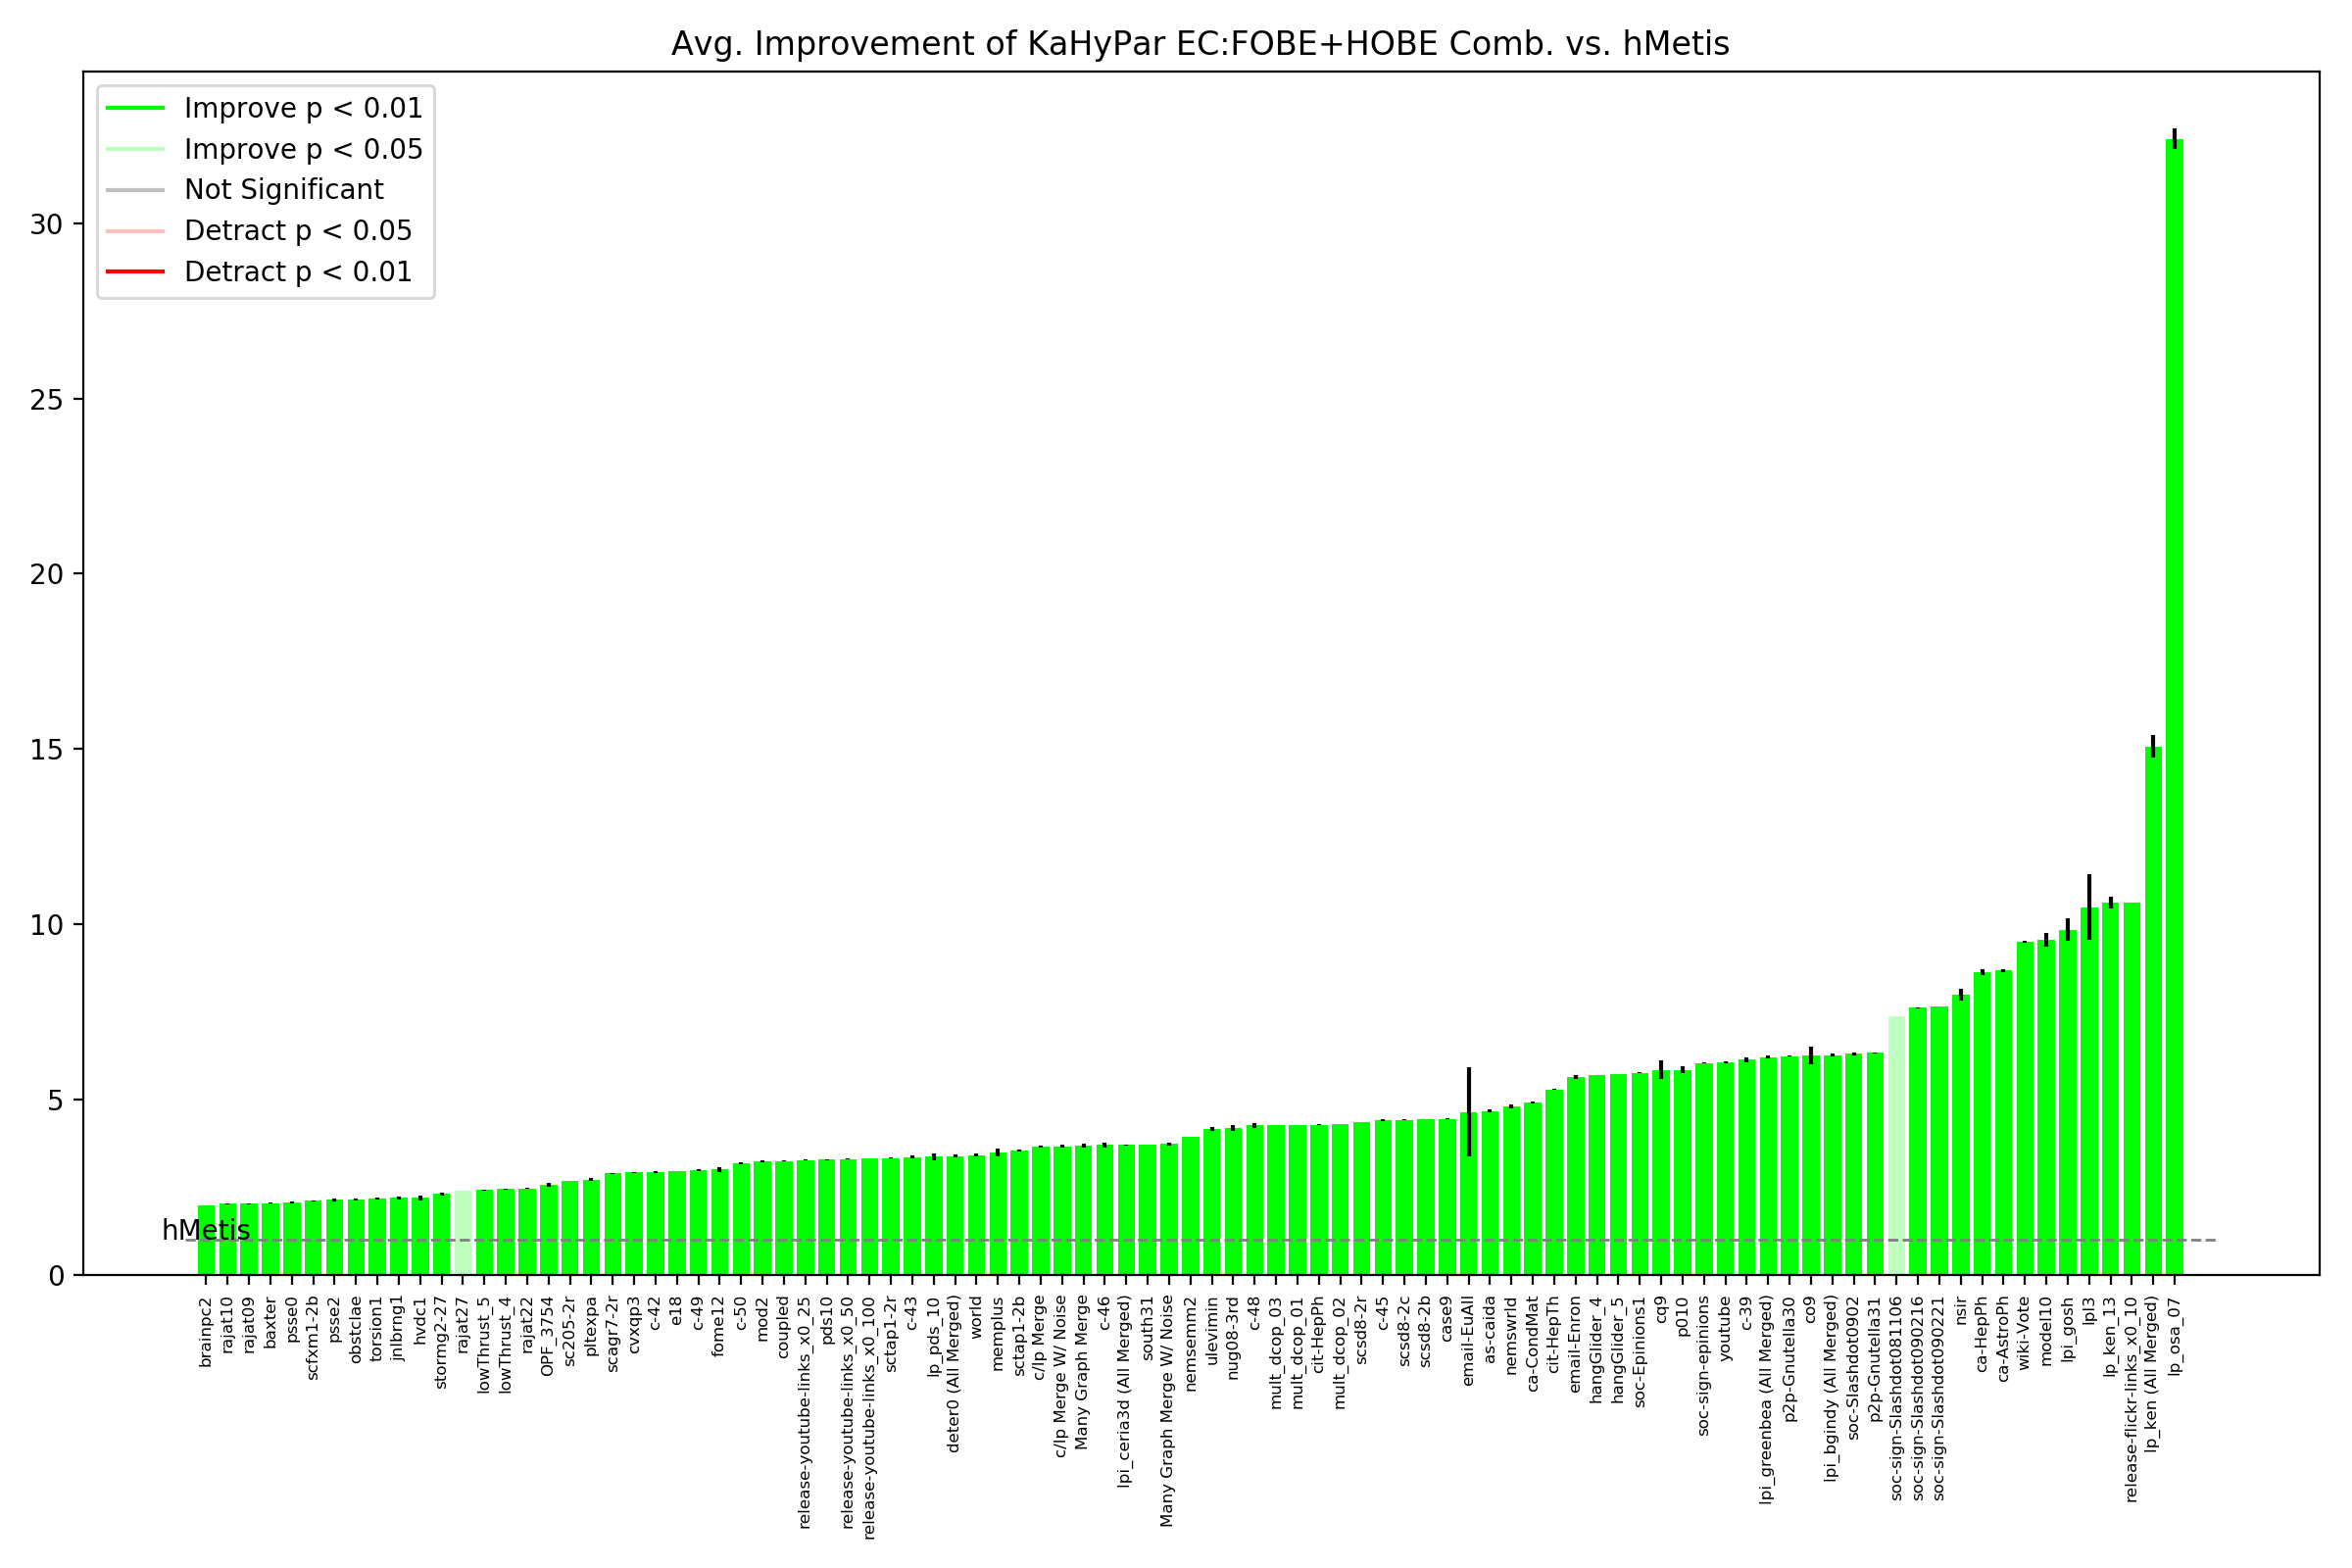 Avg. Improvement of KaHyPar EC:FOBE+HOBE Comb. vs. hMetis
Improve p < 0.01
Improve p < 0.05
Not Significant
Detract p < 0.05
Detract p < 0.01
30
25
20
15
10
5
0
hMetis
brainpc2
rajat10
rajat09
baxter
psse0
scfxm1-2b
psse2
obstclae
torsion1
jnlbrng1
hvdc1
stormg2-27
rajat27
lowThrust_5
lowThrust_4
rajat22
OPF_3754
sc205-2r
pltexpa
scagr7-2r
cvxqp3
c-42
e18
c-49
fome12
c-50
mod2
coupled
release-youtube-links_x0_25
pds10
release-youtube-links_x0_50
release-youtube-links_x0_100
sctap1-2r
c-43
lp_pds_10
deter0 (All Merged)
world
memplus
sctap1-2b
c/lp Merge
c/lp Merge W/ Noise
Many Graph Merge
c-46
lpi_ceria3d (All Merged)
south31
Many Graph Merge W/ Noise
nemsemm2
ulevimin
nug08-3rd
c-48
mult_dcop_03
mult_dcop_01
cit-HepPh
mult_dcop_02
scsd8-2r
c-45
scsd8-2c
scsd8-2b
case9
email-EuAll
as-caida
nemswrld
ca-CondMat
cit-HepTh
email-Enron
hangGlider_4
hangGlider_5
soc-Epinions1
cq9
p010
soc-sign-epinions
youtube
c-39
lpi_greenbea (All Merged)
p2p-Gnutella30
co9
lpi_bgindy (All Merged)
soc-Slashdot0902
p2p-Gnutella31
soc-sign-Slashdot081106
soc-sign-Slashdot090216
soc-sign-Slashdot090221
nsir
ca-HepPh
ca-AstroPh
wiki-Vote
model10
lpi_gosh
lpl3
lp_ken_13
release-flickr-links_x0_10
lp_ken (All Merged)
lp_osa_07